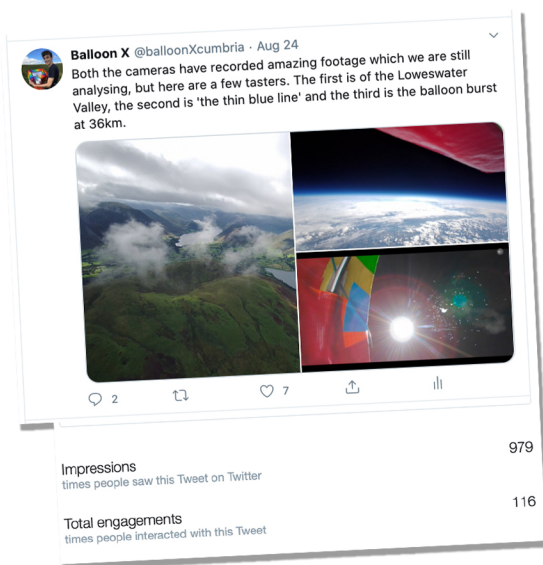 Balloon X @balloonXcumbria · Aug 24
Both the cameras have recorded amazing footage which we are still
analysing, but here are a few tasters. The first is of the Loweswater
Valley, the second is 'the thin blue line' and the third is the balloon burst
at 36km.
2 7
Impressions 979
times people saw this Tweet on Twitter
Total engagements 116
times people interacted with this Tweet